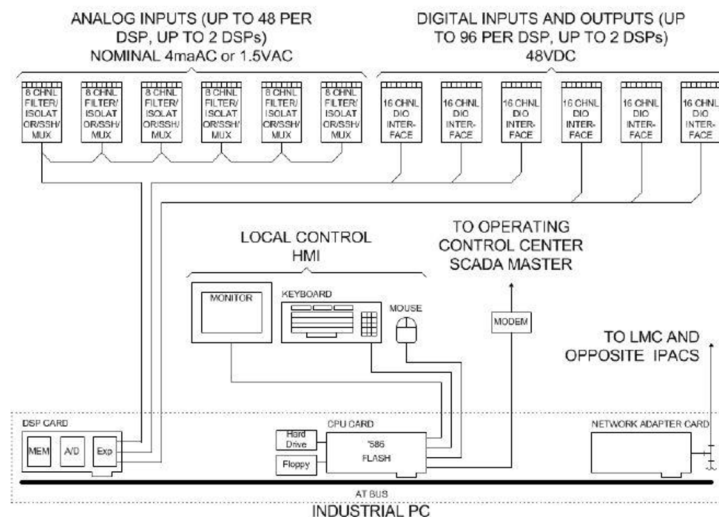 ANALOG INPUTS (UP TO 48 PER
DSP, UP TO 2 DSPs)
NOMINAL 4maAC or 1.5VAC
DIGITAL INPUTS AND OUTPUTS (UP
TO 96 PER DSP, UP TO 2 DSPs)
48VDC
8 CHNL
FILTER/
ISOLAT
OR/SSH/
MUX
8 CHNL
FILTER/
ISOLAT
OR/SSH/
MUX
8 CHNL
FILTER/
ISOLAT
OR/SSH/
MUX
8 CHNL
FILTER/
ISOLAT
OR/SSH/
MUX
8 CHNL
FILTER/
ISOLAT
OR/SSH/
MUX
8 CHNL
FILTER/
ISOLAT
OR/SSH/
MUX
16 CHNL
DIO
INTER-
FACE
16 CHNL
DIO
INTER-
FACE
16 CHNL
DIO
INTER-
FACE
16 CHNL
DIO
INTER-
FACE
16 CHNL
DIO
INTER-
FACE
16 CHNL
DIO
INTER-
FACE
LOCAL CONTROL
HMI
TO OPERATING
CONTROL CENTER
SCADA MASTER
MONITOR
KEYBOARD
MOUSE
MODEM
TO LMC AND
OPPOSITE IPACS
DSP CARD
MEM
A/D
Exp
Hard
Drive
Floppy
CPU CARD
'586
FLASH
NETWORK ADAPTER CARD
AT BUS
INDUSTRIAL PC